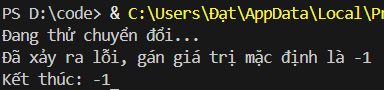 PS D:\code> & C:\Users\Đạt\AppData\Local\Pr
Đang thử chuyển đổi...
Đã xảy ra lỗi, gán giá trị mặc định là -1
Kết thúc: -1